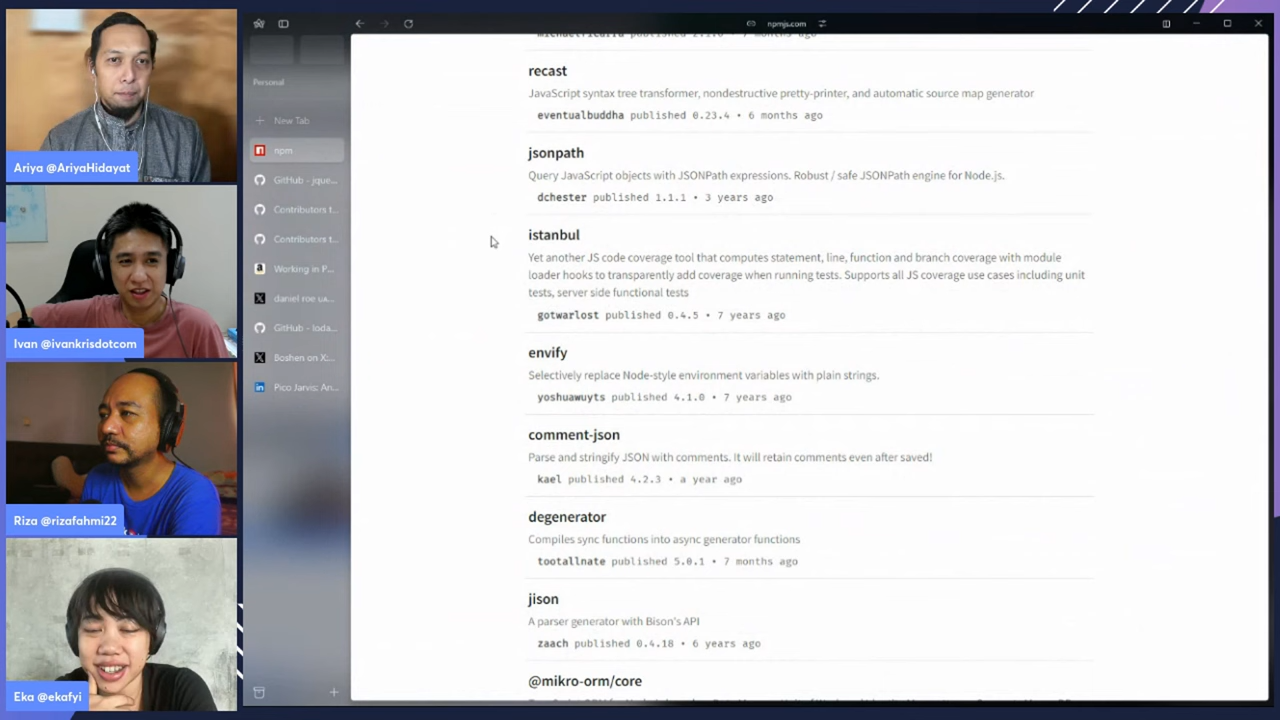 Ariya @AriyaHidayat
Ivan @ivankrisdotcom
Riza @rizafahmi22
Eka @ekafyi
npmjs.com
Personal
New Tab
npm
GitHub - jque...
Contributors t...
Contributors t...
Working in P...
daniel roe
GitHub - loda...
Boshen on X:...
Pico Jarvis: An...
7 months ago
recast
JavaScript syntax tree transformer, nondestructive pretty-printer, and automatic source map generator
eventualbuddha published 0.23.4 • 6 months ago
jsonpath
Query JavaScript objects with JSONPath expressions. Robust / safe JSONPath engine for Node.js.
dchester published 1.1.1 • 3 years ago
istanbul
Yet another JS code coverage tool that computes statement, line, function and branch coverage with module
loader hooks to transparently add coverage when running tests. Supports all JS coverage use cases including unit
tests, server side functional tests
gotwarlost published 0.4.5 • 7 years ago
envify
Selectively replace Node-style environment variables with plain strings.
yoshuawuyts published 4.1.0 • 7 years ago
comment-json
Parse and stringify JSON with comments. It will retain comments even after saved!
kael published 4.2.3 • a year ago
degenerator
Compiles sync functions into async generator functions
tootallnate published 5.0.1 • 7 months ago
jison
A parser generator with Bison's API
zaach published 0.4.18 • 6 years ago
@mikro-orm/core